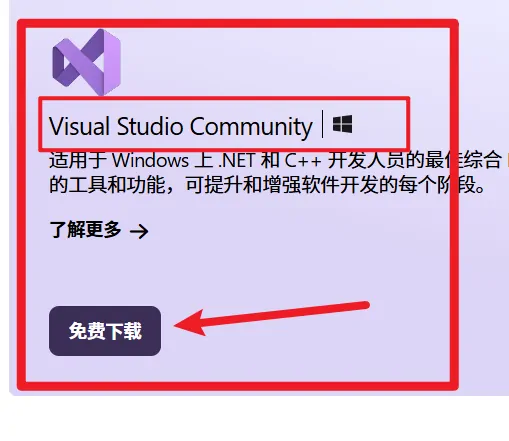 Visual Studio Community
适用于 Windows 上 .NET 和 C++ 开发人员的最佳综合
的工具和功能，可提升和增强软件开发的每个阶段。
了解更多 →
免费下载